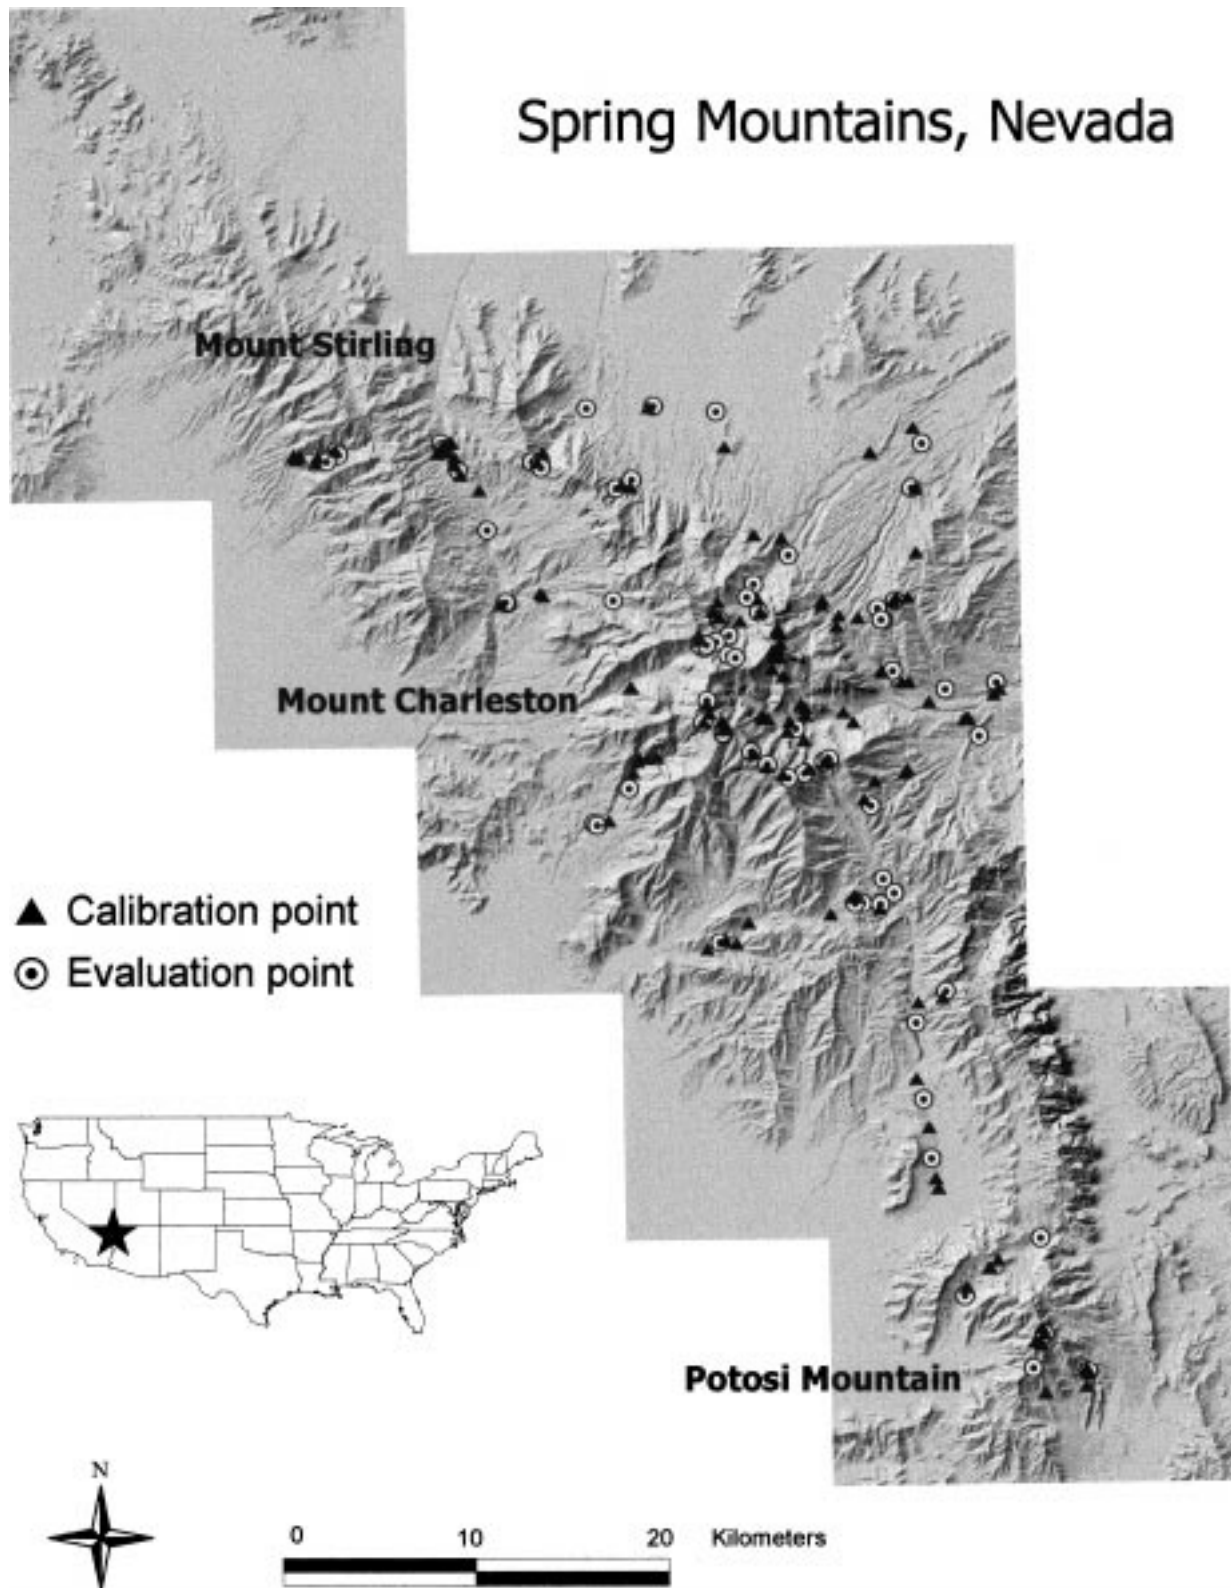 Spring Mountains, Nevada
Mount Stirling
Mount Charleston
Calibration point
Evaluation point
Potosi Mountain
N
0 10 20 Kilometers